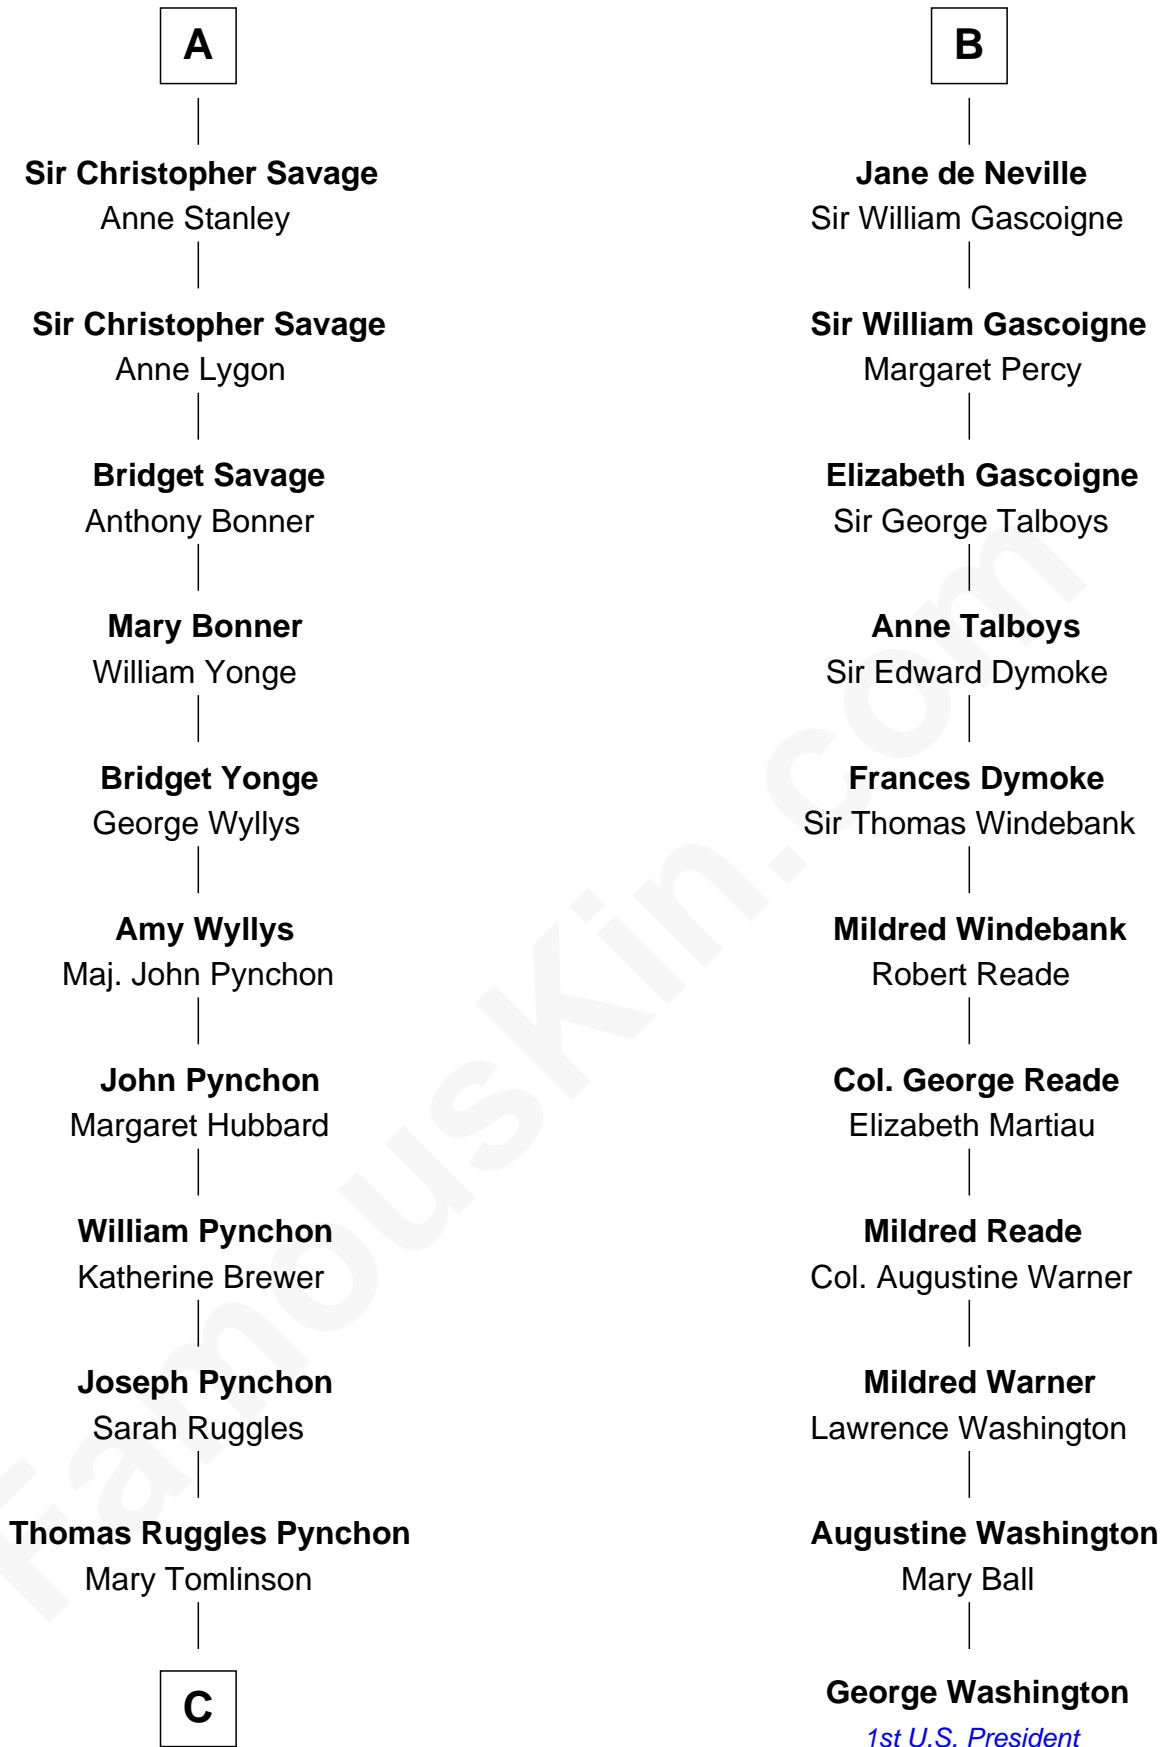 A
Sir Christopher Savage
Anne Stanley
Sir Christopher Savage
Anne Lygon
Bridget Savage
Anthony Bonner
Mary Bonner
William Yonge
Bridget Yonge
George Wyllys
Amy Wyllys
Maj. John Pynchon
John Pynchon
Margaret Hubbard
William Pynchon
Katherine Brewer
Joseph Pynchon
Sarah Ruggles
Thomas Ruggles Pynchon
Mary Tomlinson
C
B
Jane de Neville
Sir William Gascoigne
Sir William Gascoigne
Margaret Percy
Elizabeth Gascoigne
Sir George Talboys
Anne Talboys
Sir Edward Dymoke
Frances Dymoke
Sir Thomas Windebank
Mildred Windebank
Robert Reade
Col. George Reade
Elizabeth Martiau
Mildred Reade
Col. Augustine Warner
Mildred Warner
Lawrence Washington
Augustine Washington
Mary Ball
George Washington
1st U.S. President
FamousKin.com